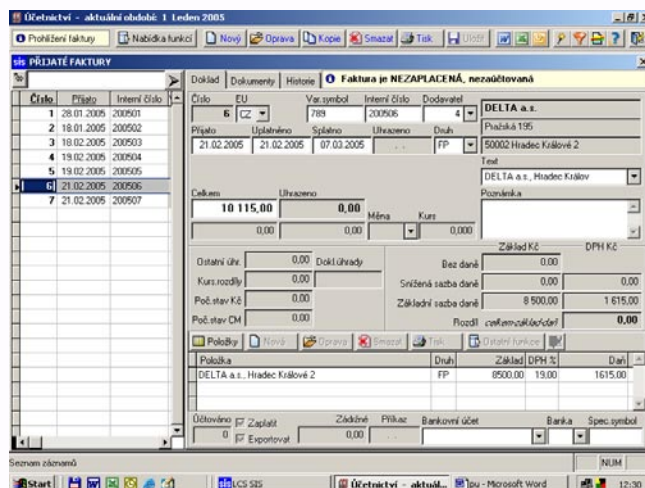 Účetnictví - aktuální období: 1 Leden 2005
Prohlížení faktury Nabídka funkcí Nový Oprava Kopie Smazat Tisk Uložit
sis PŘIJATÉ FAKTURY
Doklad Dokumenty Historie Faktura je NEZAPLACENÁ, nezaúčtovaná
Číslo Přijato Interní číslo
1 28.01.2005 200501
2 18.01.2005 200502
3 18.02.2005 200503
4 19.02.2005 200504
5 19.02.2005 200505
6 21.02.2005 200506
7 21.02.2005 200507
Číslo EU Var.symbol Interní číslo Dodavatel
6 CZ 789 200506 4 DELTA a.s.
Přijato Uplatněno Splatno Uhrazeno Druh
Pražská 195
21.02.2005 21.02.2005 07.03.2005 . . FP
50002 Hradec Králové 2
Text
DELTA a.s., Hradec Králov
Celkem Uhrazeno Poznámka
10 115,00 0,00 Měna Kurs
0,00 0,00 0,000
Základ Kč DPH Kč
Ostatní úhr. 0,00 Dokl.úhrady Bez daně 0,00
Kurs.rozdíly 0,00 Snížená sazba daně 0,00 0,00
Poč.stav Kč 0,00 Základní sazba daně 8 500,00 1 615,00
Poč.stav CM 0,00 Rozdíl celkem-základ-daň 0,00
Položky Nová Oprava Smazat Tisk Ostatní funkce
Položka Druh Základ DPH % Daň
DELTA a.s., Hradec Králové 2 FP 8500,00 19,00 1615,00
Účtováno Zaplatit Zádržné Příkaz Bankovní účet Banka Spec.symbol
0 Exportovat 0,00 . .
Seznam záznamů NUM
Start LCS SIS Účetnictví - aktuál... pu - Microsoft Word 12:30